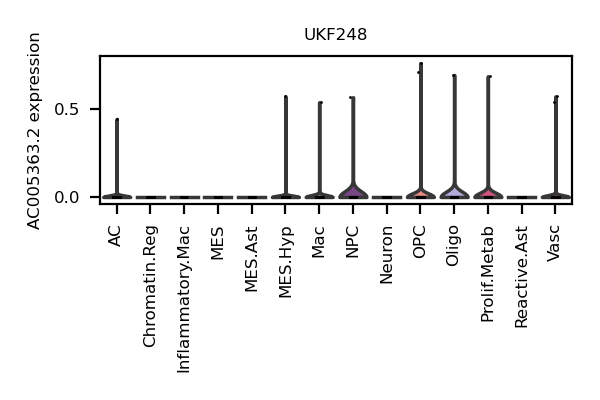 UKF248
AC005363.2 expression
0.5
0.0
AC
Chromatin.Reg
Inflammatory.Mac
MES
MES.Ast
MES.Hyp
Mac
NPC
Neuron
OPC
Oligo
Prolif.Metab
Reactive.Ast
Vasc